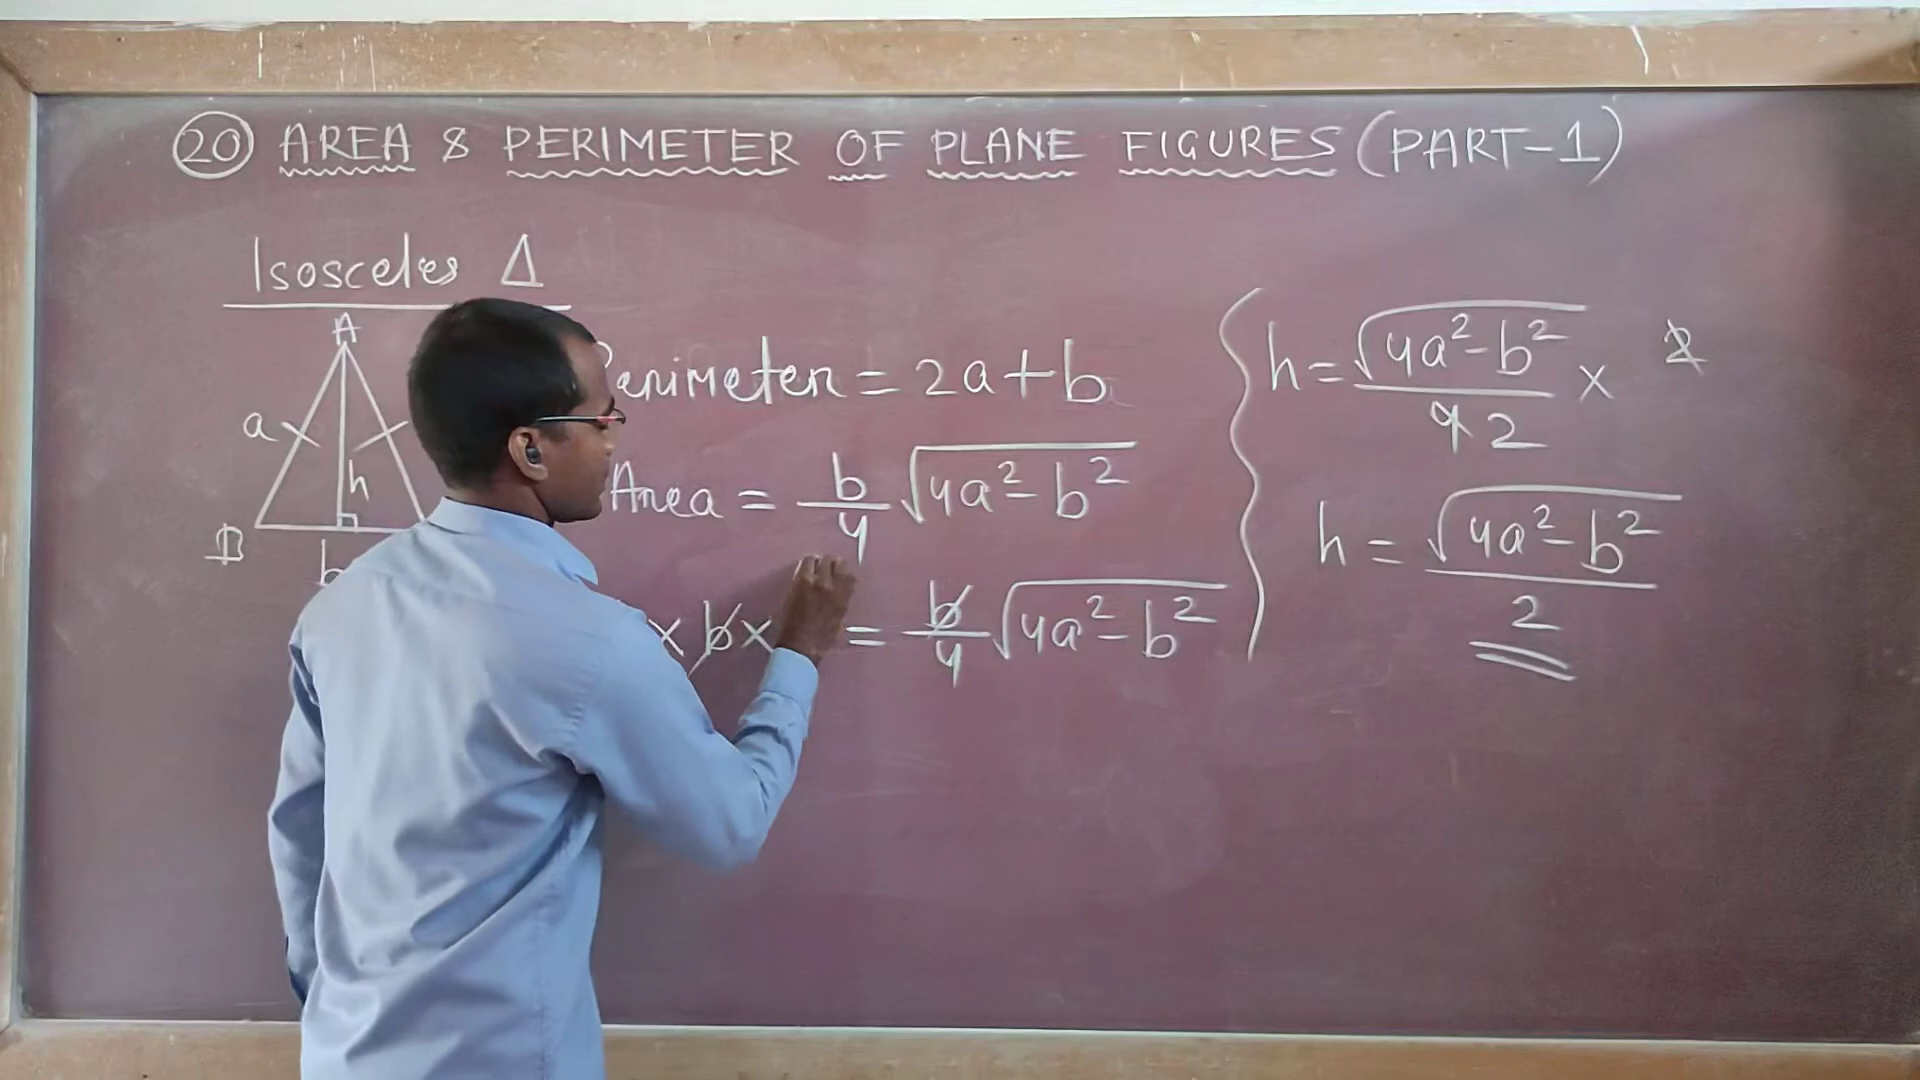 20 AREA & PERIMETER OF PLANE FIGURES (PART-1)
Isosceles Δ
A
a
h
B
b
Perimeter = 2a+b
Area = b/4 √(4a²-b²)
x b x = b/4 √(4a²-b²)
h = √(4a²-b²)/4 2 x 2
h = √(4a²-b²)/2